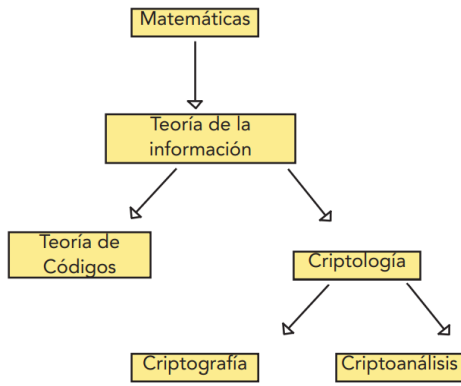 Matemáticas
Teoría de la
información
Teoría de
Códigos
Criptología
Criptografía
Criptoanálisis